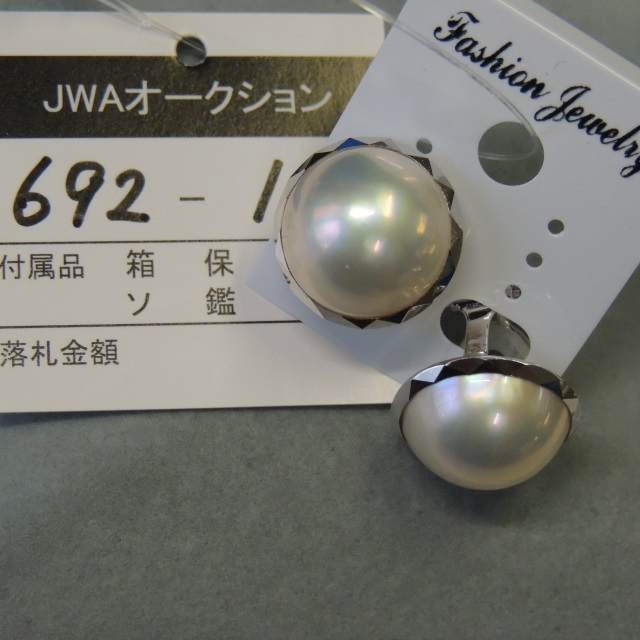 JWAオークション
692-1
付属品 箱 保
ソ 鑑
落札金額
Fashion Jewelry